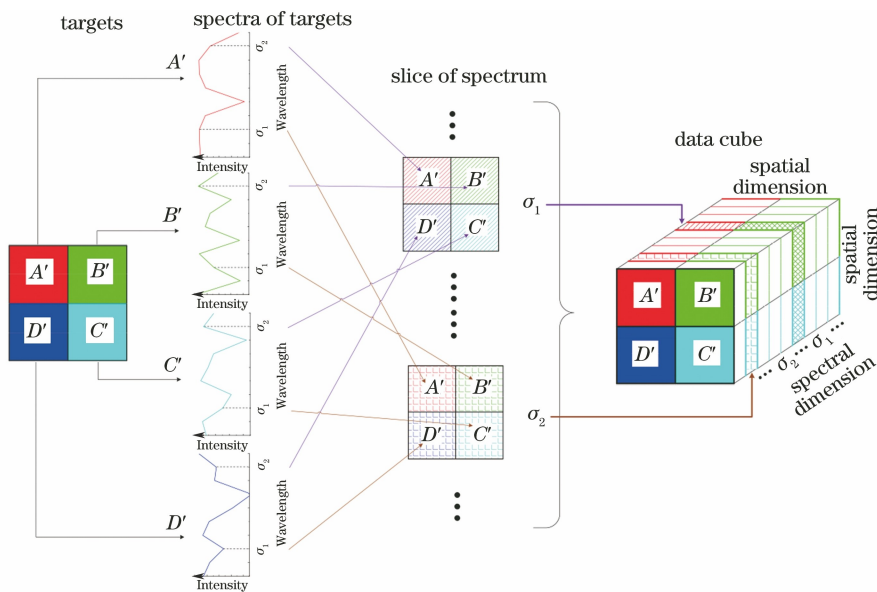 targets
spectra of targets
slice of spectrum
data cube
spatial
dimension
A′
σ2
Wavelength
σ1
Intensity
B′
σ2
Wavelength
σ1
Intensity
C′
σ2
Wavelength
σ1
Intensity
D′
σ2
Wavelength
σ1
Intensity
A′ B′
D′ C′
A′ B′
D′ C′
A′ B′
D′ C′
σ1
σ2
A′ B′
D′ C′
spatial
dimension
... σ2... σ1...
spectral
dimension